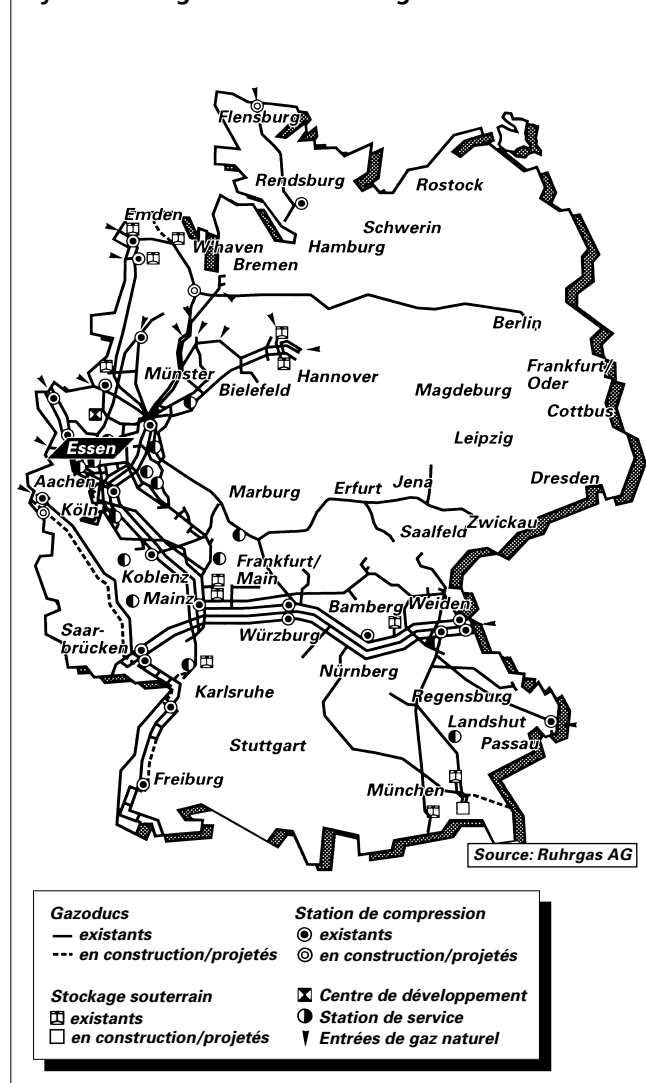 Flensburg
Rendsburg
Rostock
Schwerin
Emden
W'haven
Hamburg
Bremen
Berlin
Münster
Bielefeld
Hannover
Frankfurt/
Oder
Magdeburg
Cottbus
Leipzig
Essen
Aachen
Köln
Marburg
Erfurt
Jena
Dresden
Saalfeld
Zwickau
Koblenz
Frankfurt/
Main
Mainz
Bamberg
Weiden
Saar-
brücken
Würzburg
Nürnberg
Karlsruhe
Regensburg
Landshut
Passau
Stuttgart
Freiburg
München
Source: Ruhrgas AG
Gazoducs
existants
en construction/projetés
Stockage souterrain
existants
en construction/projetés
Station de compression
existants
en construction/projetés
Centre de développement
Station de service
Entrées de gaz naturel